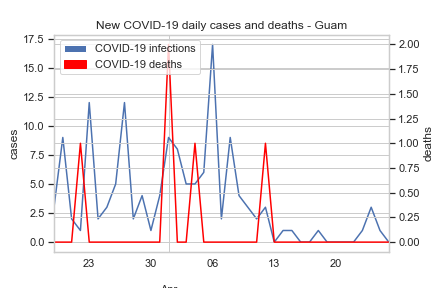 New COVID-19 daily cases and deaths - Guam
COVID-19 infections
COVID-19 deaths
cases
17.5
15.0
12.5
10.0
7.5
5.0
2.5
0.0
deaths
2.00
1.75
1.50
1.25
1.00
0.75
0.50
0.25
0.00
23 30 06 13 20